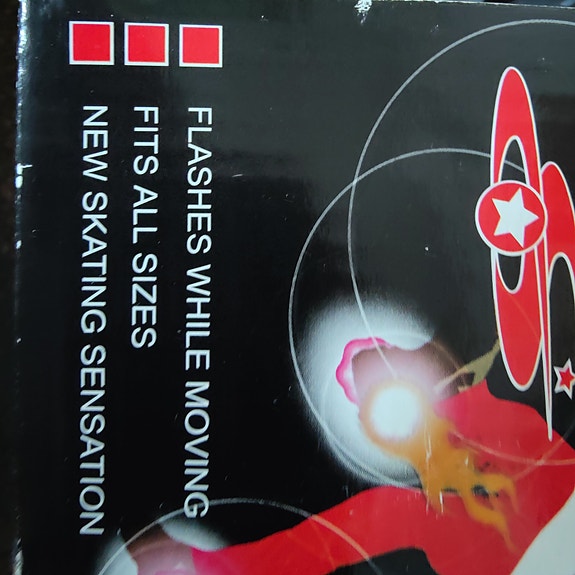 FLASHES WHILE MOVING
FITS ALL SIZES
NEW SKATING SENSATION